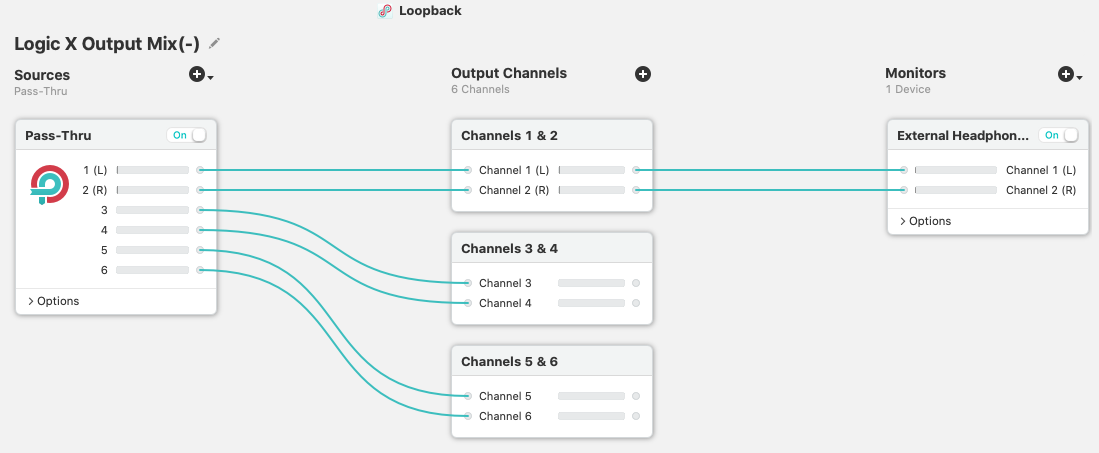 Loopback
Logic X Output Mix(-)
Sources
Pass-Thru
Output Channels
6 Channels
Monitors
1 Device
Pass-Thru
On
1 (L)
2 (R)
3
4
5
6
Options
Channels 1 & 2
Channel 1 (L)
Channel 2 (R)
Channels 3 & 4
Channel 3
Channel 4
Channels 5 & 6
Channel 5
Channel 6
External Headphon...
On
Channel 1 (L)
Channel 2 (R)
Options